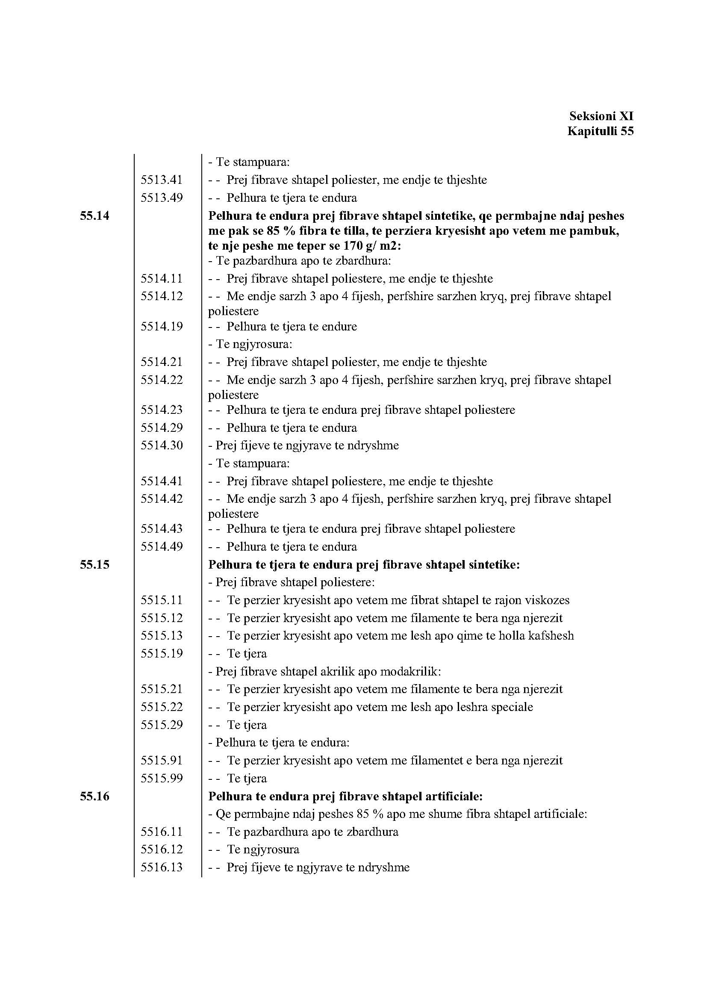 Seksioni XI
Kapitulli 55
- Te stampuara:
5513.41 - - Prej fibrave shtapel poliester, me endje te thjeshte
5513.49 - - Pelhura te tjera te endura
55.14 Pelhura te endura prej fibrave shtapel sintetike, qe permbajne ndaj peshes
me pak se 85 % fibra te tilla, te perziera kryesisht apo vetem me pambuk,
te nje peshe me teper se 170 g/ m2:
- Te pazbardhura apo te zbardhura:
5514.11 - - Prej fibrave shtapel poliestere, me endje te thjeshte
5514.12 - - Me endje sarzh 3 apo 4 fijesh, perfshire sarzhen kryq, prej fibrave shtapel
poliestere
5514.19 - - Pelhura te tjera te endure
- Te ngjyrosura:
5514.21 - - Prej fibrave shtapel poliester, me endje te thjeshte
5514.22 - - Me endje sarzh 3 apo 4 fijesh, perfshire sarzhen kryq, prej fibrave shtapel
poliestere
5514.23 - - Pelhura te tjera te endura prej fibrave shtapel poliestere
5514.29 - - Pelhura te tjera te endura
5514.30 - Prej fijeve te ngjyrave te ndryshme
- Te stampuara:
5514.41 - - Prej fibrave shtapel poliestere, me endje te thjeshte
5514.42 - - Me endje sarzh 3 apo 4 fijesh, perfshire sarzhen kryq, prej fibrave shtapel
poliestere
5514.43 - - Pelhura te tjera te endura prej fibrave shtapel poliestere
5514.49 - - Pelhura te tjera te endura
55.15 Pelhura te tjera te endura prej fibrave shtapel sintetike:
- Prej fibrave shtapel poliestere:
5515.11 - - Te perzier kryesisht apo vetem me fibrat shtapel te rajon viskozes
5515.12 - - Te perzier kryesisht apo vetem me filamente te bera nga njerezit
5515.13 - - Te perzier kryesisht apo vetem me lesh apo qime te holla kafshesh
5515.19 - - Te tjera
- Prej fibrave shtapel akrilik apo modakrilik:
5515.21 - - Te perzier kryesisht apo vetem me filamente te bera nga njerezit
5515.22 - - Te perzier kryesisht apo vetem me lesh apo leshra speciale
5515.29 - - Te tjera
- Pelhura te tjera te endura:
5515.91 - - Te perzier kryesisht apo vetem me filamentet e bera nga njerezit
5515.99 - - Te tjera
55.16 Pelhura te endura prej fibrave shtapel artificiale:
- Qe permbajne ndaj peshes 85 % apo me shume fibra shtapel artificiale:
5516.11 - - Te pazbardhura apo te zbardhura
5516.12 - - Te ngjyrosura
5516.13 - - Prej fijeve te ngjyrave te ndryshme